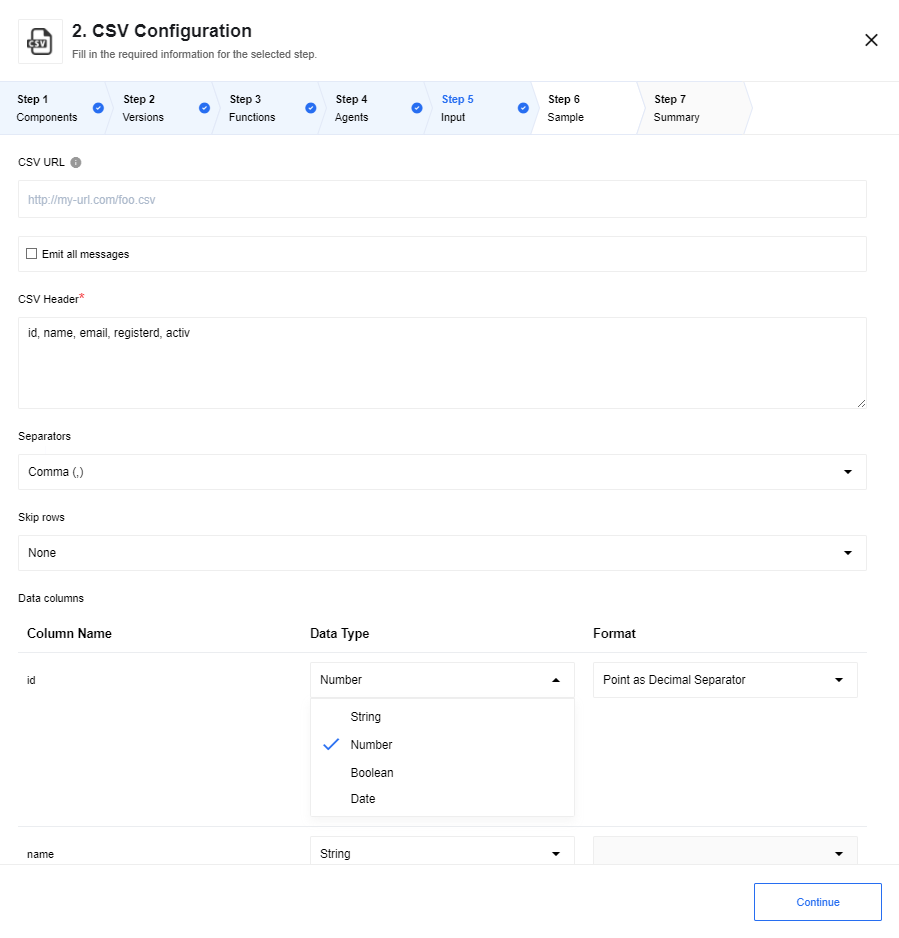 CSV
2. CSV Configuration
Fill in the required information for the selected step.
Step 1
Components
Step 2
Versions
Step 3
Functions
Step 4
Agents
Step 5
Input
Step 6
Sample
Step 7
Summary
CSV URL
http://my-url.com/foo.csv
Emit all messages
CSV Header*
id, name, email, registerd, activ
Separators
Comma (,)
Skip rows
None
Data columns
Column Name Data Type Format
id Number Point as Decimal Separator
String
Number
Boolean
Date
name String
Continue